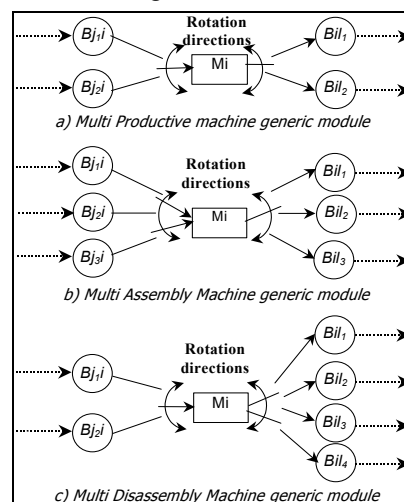 Rotation
directions
Bj1i
Bj2i
Mi
Bil1
Bil2
a) Multi Productive machine generic module
Rotation
directions
Bj1i
Bj2i
Bj3i
Mi
Bil1
Bil2
Bil3
b) Multi Assembly Machine generic module
Rotation
directions
Bj1i
Bj2i
Mi
Bil1
Bil2
Bil3
Bil4
c) Multi Disassembly Machine generic module